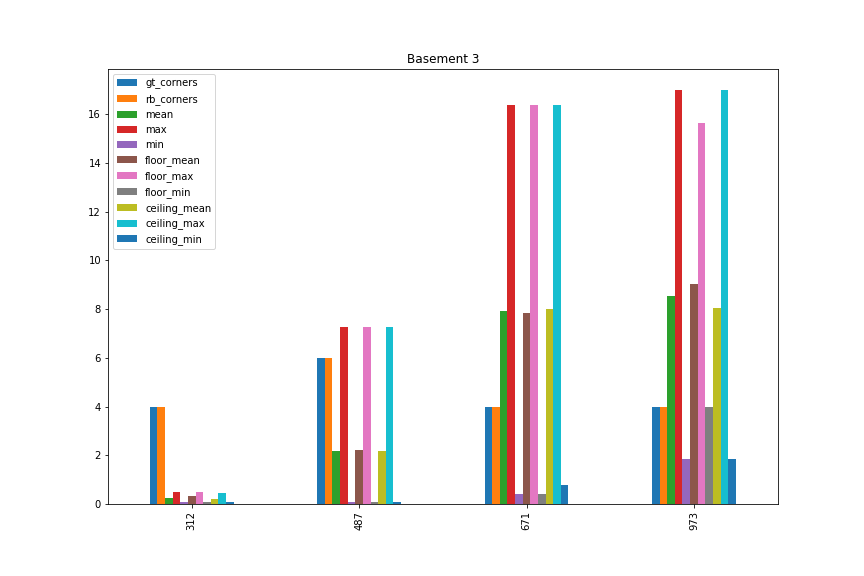 Basement 3
gt_corners
rb_corners
mean
max
min
floor_mean
floor_max
floor_min
ceiling_mean
ceiling_max
ceiling_min
16
14
12
10
8
6
4
2
0
312
487
671
973